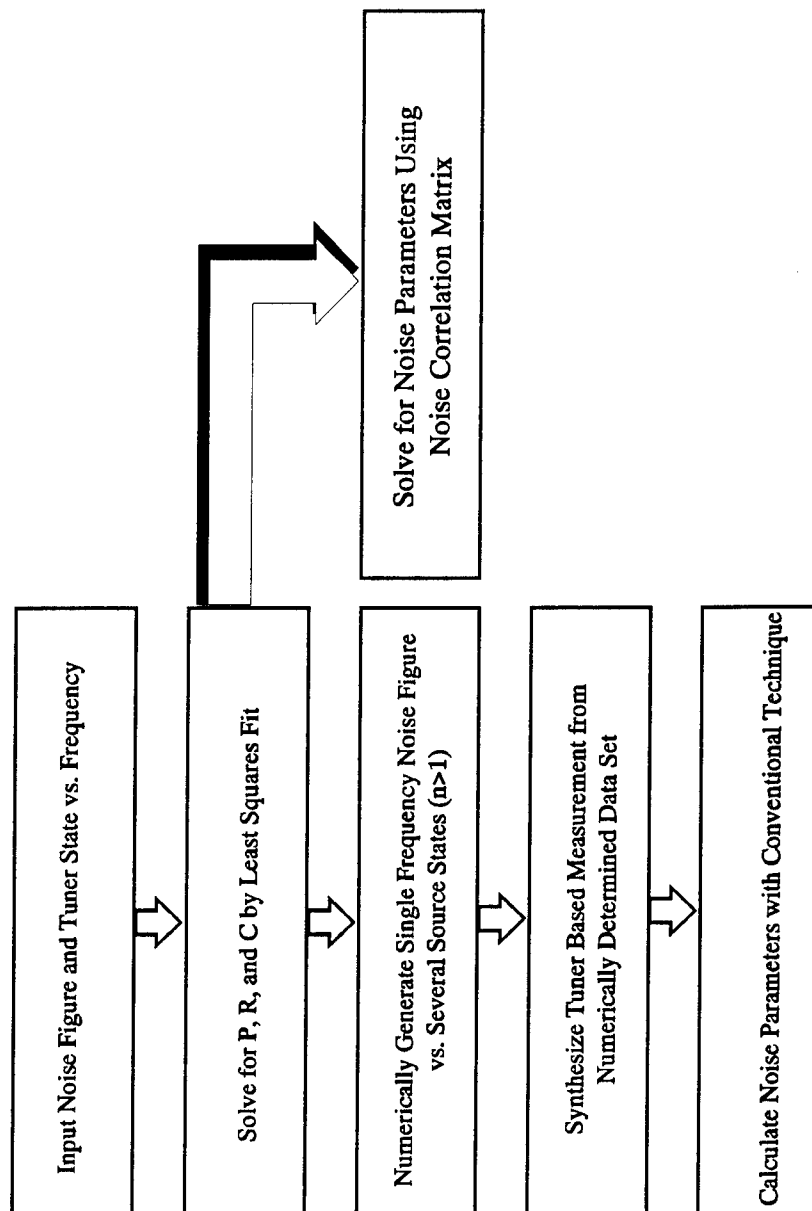 Input Noise Figure and Tuner State vs. Frequency
Solve for P, R, and C by Least Squares Fit
Numerically Generate Single Frequency Noise Figure
vs. Several Source States (n>1)
Synthesize Tuner Based Measurement from
Numerically Determined Data Set
Calculate Noise Parameters with Conventional Technique
Solve for Noise Parameters Using
Noise Correlation Matrix